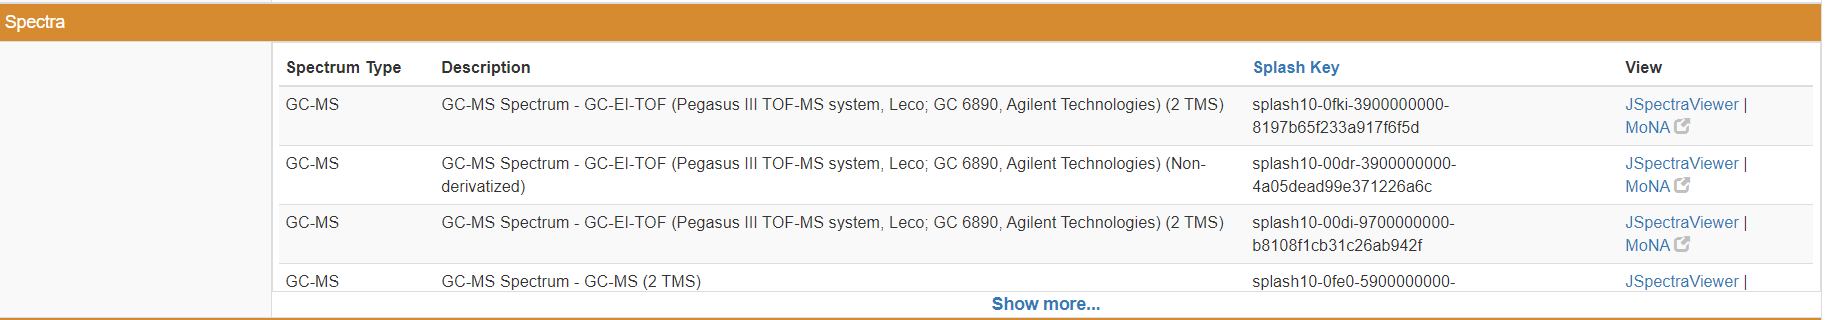 Spectra
Spectrum Type Description Splash Key View
GC-MS GC-MS Spectrum - GC-EI-TOF (Pegasus III TOF-MS system, Leco; GC 6890, Agilent Technologies) (2 TMS) splash10-0fki-3900000000- JSpectraViewer |
8197b65f233a917f6f5d MoNA
GC-MS GC-MS Spectrum - GC-EI-TOF (Pegasus III TOF-MS system, Leco; GC 6890, Agilent Technologies) (Non- splash10-00dr-3900000000- JSpectraViewer |
derivatized) 4a05dead99e371226a6c MoNA
GC-MS GC-MS Spectrum - GC-EI-TOF (Pegasus III TOF-MS system, Leco; GC 6890, Agilent Technologies) (2 TMS) splash10-00di-9700000000- JSpectraViewer |
b8108f1cb31c26ab942f MoNA
GC-MS GC-MS Spectrum - GC-MS (2 TMS) splash10-0fe0-5900000000- JSpectraViewer |
Show more...